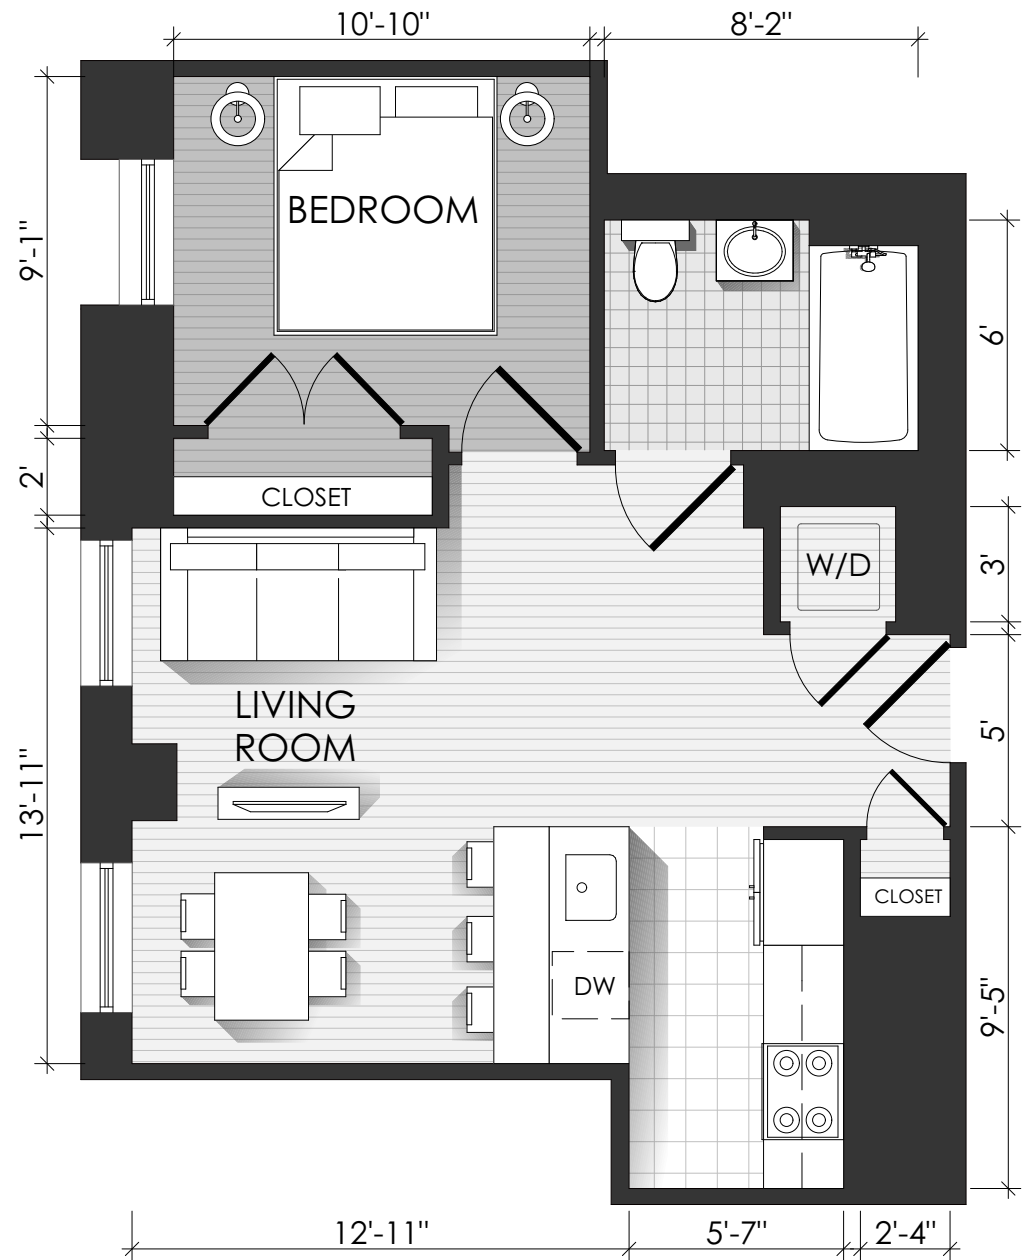 10'-10"
8'-2"
9'-1"
BEDROOM
6'
2'
CLOSET
3'
W/D
LIVING
ROOM
5'
13'-11"
CLOSET
DW
9'-5"
12'-11"
5'-7"
2'-4"